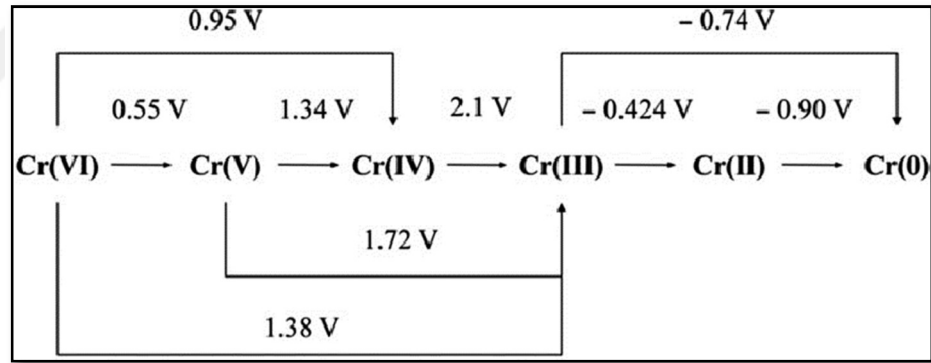 0.95 V – 0.74 V
0.55 V 1.34 V 2.1 V – 0.424 V – 0.90 V
Cr(VI) Cr(V) Cr(IV) Cr(III) Cr(II) Cr(0)
1.72 V
1.38 V